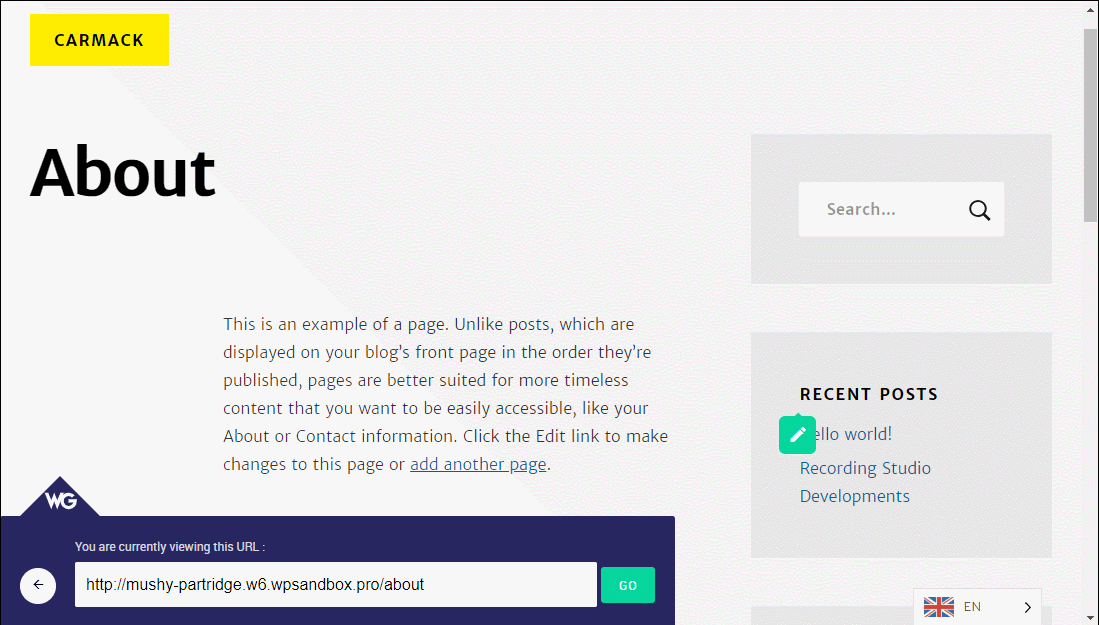 CARMACK
About
Search...
This is an example of a page. Unlike posts, which are
displayed on your blog’s front page in the order they’re
published, pages are better suited for more timeless
content that you want to be easily accessible, like your
About or Contact information. Click the Edit link to make
changes to this page or add another page.
RECENT POSTS
ello world!
Recording Studio
Developments
WG
You are currently viewing this URL :
http://mushy-partridge.w6.wpsandbox.pro/about
GO
EN